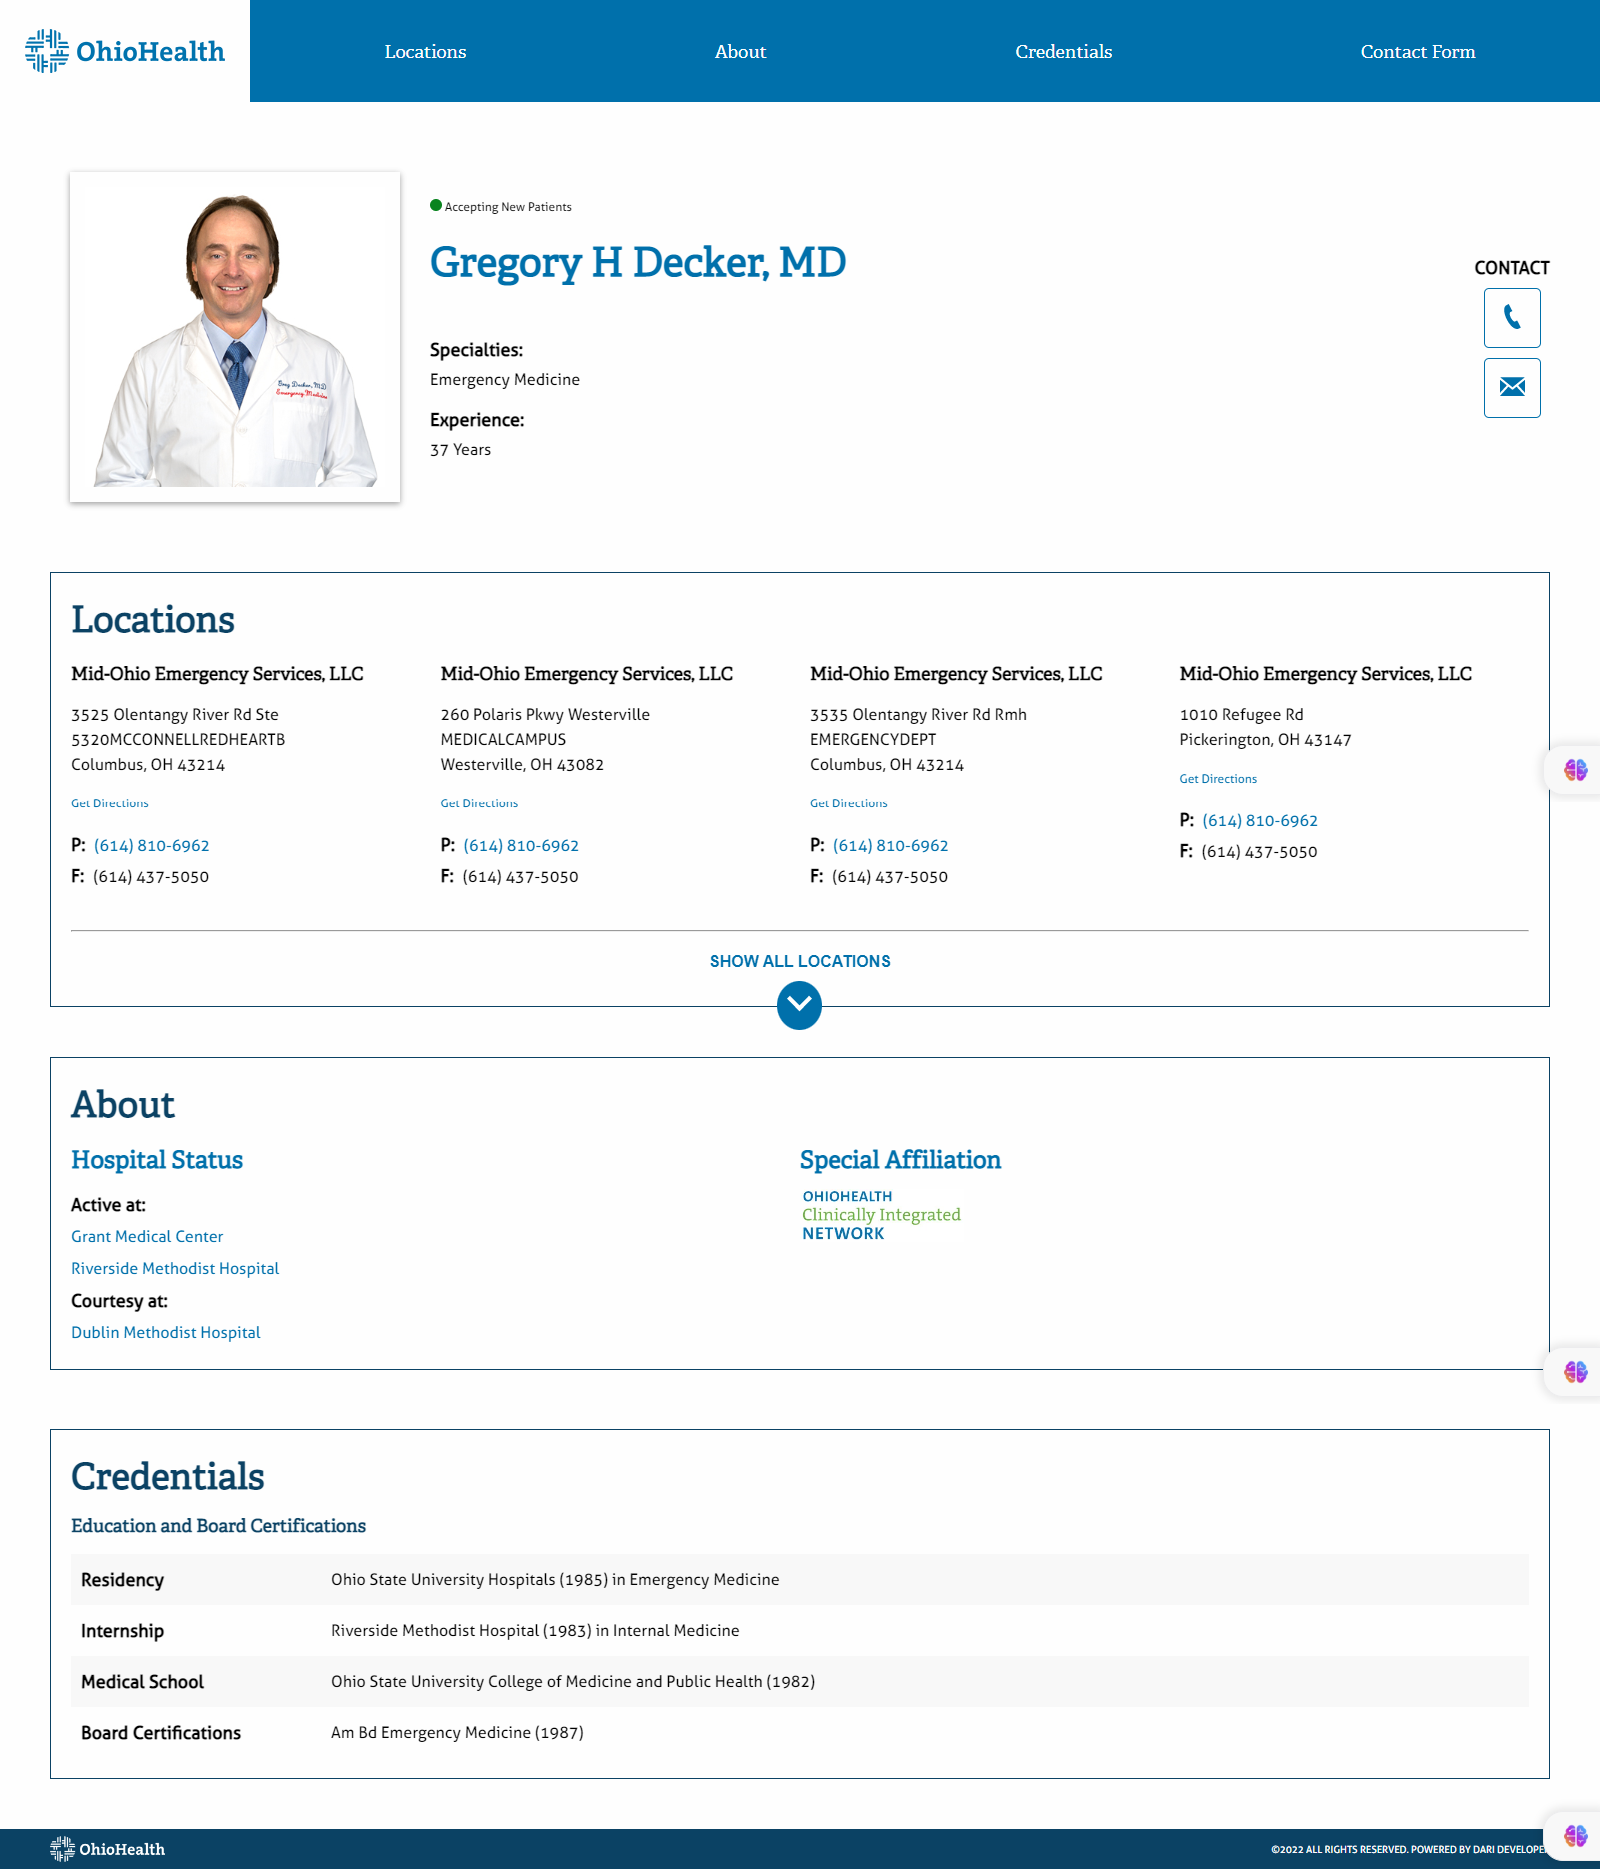 OhioHealth
Locations
About
Credentials
Contact Form
Accepting New Patients
Gregory H Decker, MD
CONTACT
Specialties:
Emergency Medicine
Experience:
37 Years
Greg Decker, MD
Emergency Medicine
Locations
Mid-Ohio Emergency Services, LLC
3525 Olentangy River Rd Ste
5320MCCONNELLREDHEARTB
Columbus, OH 43214
Get Directions
P: (614) 810-6962
F: (614) 437-5050
Mid-Ohio Emergency Services, LLC
260 Polaris Pkwy Westerville
MEDICALCAMPUS
Westerville, OH 43082
Get Directions
P: (614) 810-6962
F: (614) 437-5050
Mid-Ohio Emergency Services, LLC
3535 Olentangy River Rd Rmh
EMERGENCYDEPT
Columbus, OH 43214
Get Directions
P: (614) 810-6962
F: (614) 437-5050
Mid-Ohio Emergency Services, LLC
1010 Refugee Rd
Pickerington, OH 43147
Get Directions
P: (614) 810-6962
F: (614) 437-5050
SHOW ALL LOCATIONS
About
Hospital Status
Active at:
Grant Medical Center
Riverside Methodist Hospital
Courtesy at:
Dublin Methodist Hospital
Special Affiliation
OHIOHEALTH
Clinically Integrated
NETWORK
Credentials
Education and Board Certifications
Residency Ohio State University Hospitals (1985) in Emergency Medicine
Internship Riverside Methodist Hospital (1983) in Internal Medicine
Medical School Ohio State University College of Medicine and Public Health (1982)
Board Certifications Am Bd Emergency Medicine (1987)
OhioHealth
©2022 ALL RIGHTS RESERVED. POWERED BY DARI